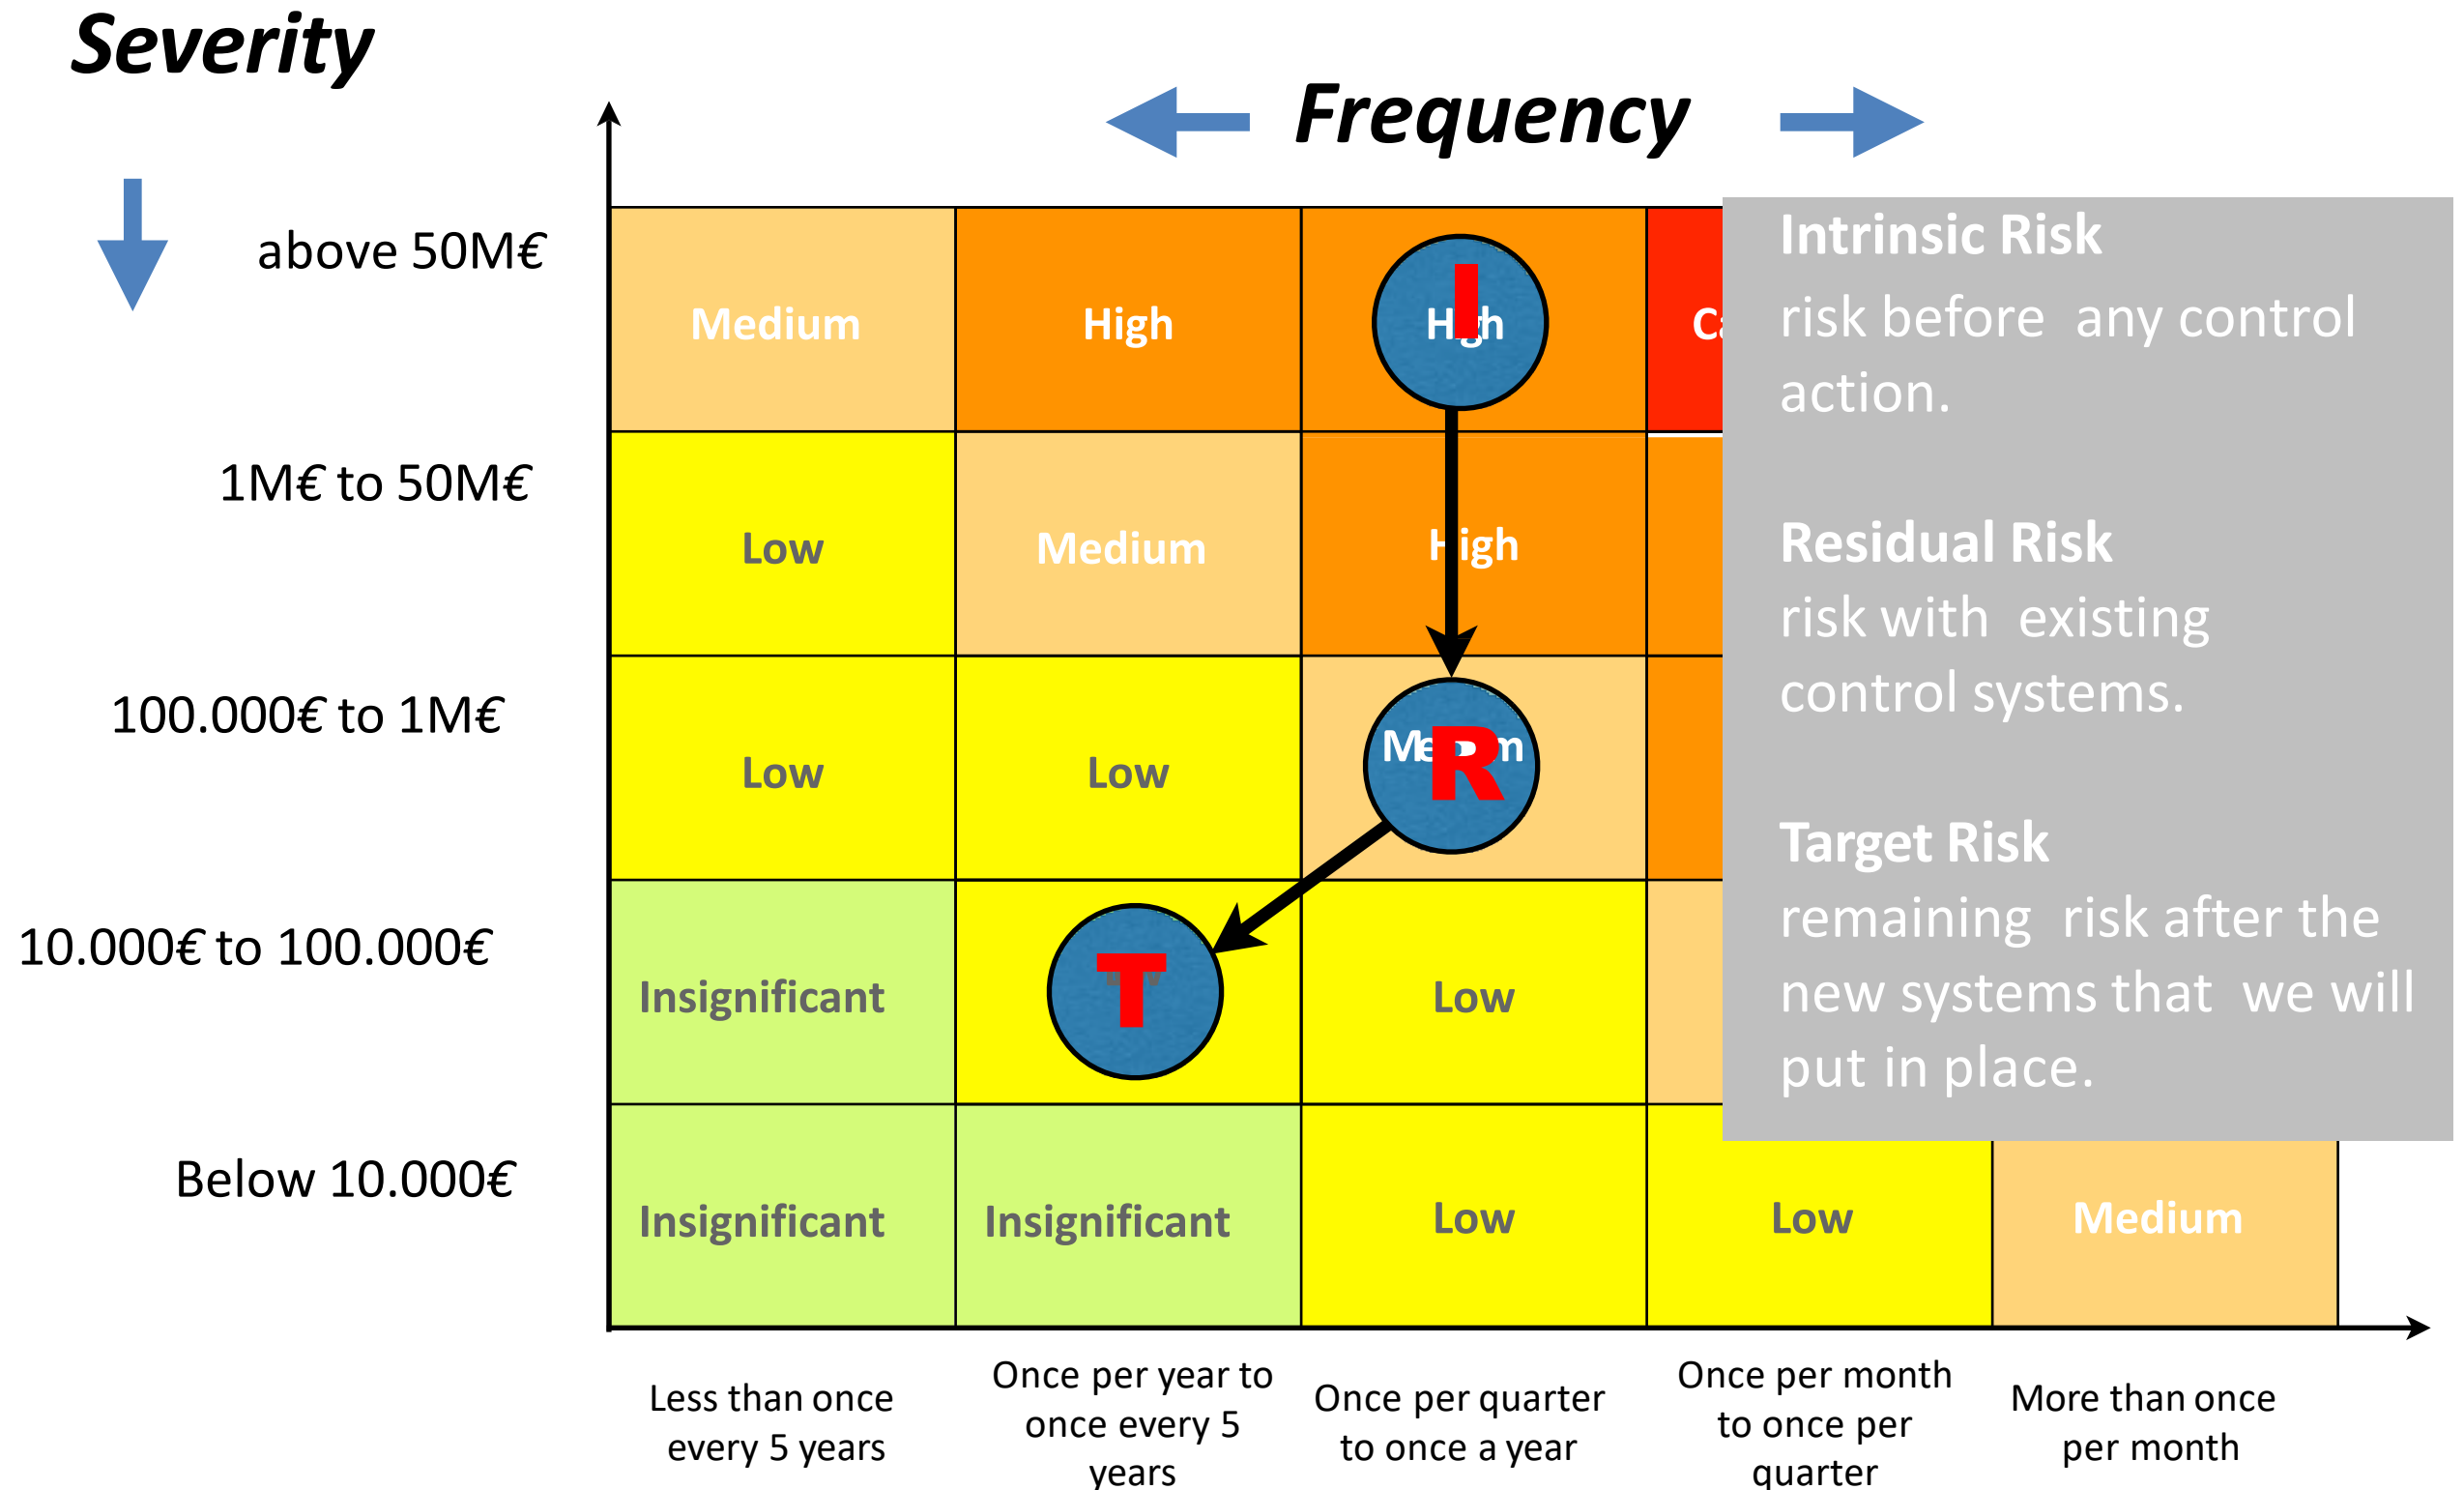 Severity
Frequency
above 50M€
Medium
High
High
I
1M€ to 50M€
Low
Medium
High
100.000€ to 1M€
Low
Low
Medium
R
10.000€ to 100.000€
Insignificant
T
Low
Below 10.000€
Insignificant
Insignificant
Low
Low
Medium
Less than once
every 5 years
Once per year to
once every 5
years
Once per quarter
to once a year
Once per month
to once per
quarter
More than once
per month
Intrinsic Risk
risk before any control
action.
Residual Risk
risk with existing
control systems.
Target Risk
remaining risk after the
new systems that we will
put in place.